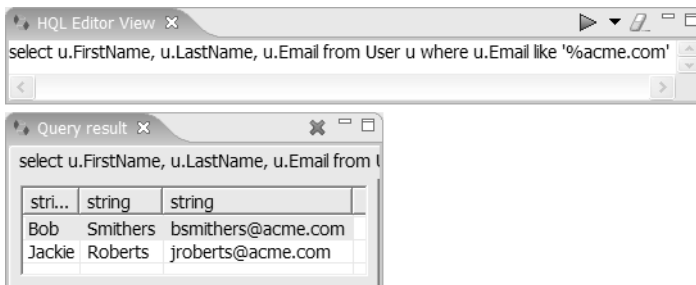 HQL Editor View
select u.FirstName, u.LastName, u.Email from User u where u.Email like '%acme.com'
Query result
select u.FirstName, u.LastName, u.Email from
stri... string string
Bob Smithers bsmithers@acme.com
Jackie Roberts jroberts@acme.com